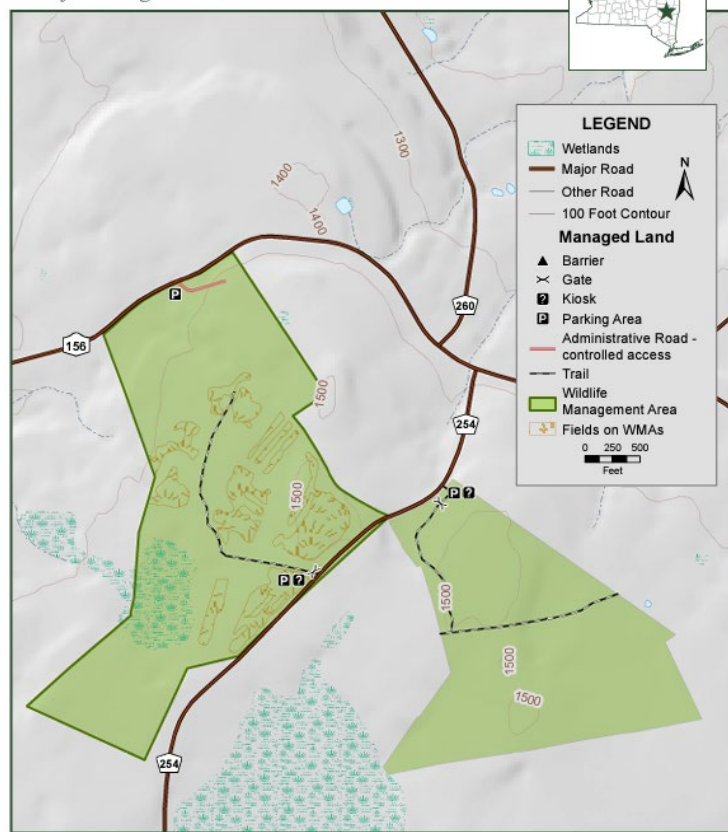 LEGEND
Wetlands
Major Road
Other Road
100 Foot Contour
N
Managed Land
Barrier
Gate
? Kiosk
P Parking Area
Administrative Road -
controlled access
Trail
Wildlife
Management Area
Fields on WMAs
0 250 500
Feet
1300
1400
1400
260
P
156
1500
254
1500
P ?
P ?
1500
1500
1500
254